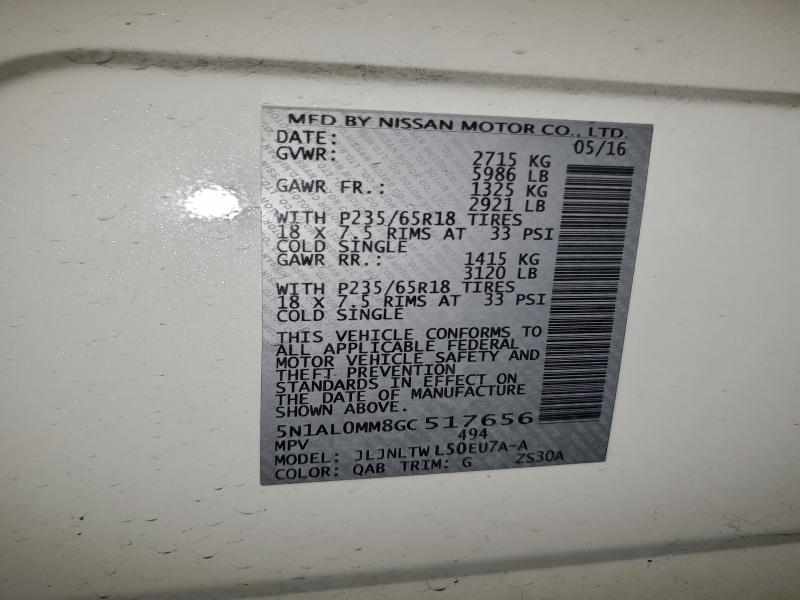 MFD BY NISSAN MOTOR CO., LTD.
DATE: 05/16
GVWR: 2715 KG
5986 LB
GAWR FR.: 1325 KG
2921 LB
WITH P235/65R18 TIRES
18 X 7.5 RIMS AT 33 PSI
COLD SINGLE
GAWR RR.: 1415 KG
3120 LB
WITH P235/65R18 TIRES
18 X 7.5 RIMS AT 33 PSI
COLD SINGLE
THIS VEHICLE CONFORMS TO
ALL APPLICABLE FEDERAL
MOTOR VEHICLE SAFETY AND
THEFT PREVENTION
STANDARDS IN EFFECT ON
THE DATE OF MANUFACTURE
SHOWN ABOVE.
5N1AL0MM8GC 517656
MPV 494
MODEL: JLJNLTW L50EU7A-A
COLOR: QAB TRIM: G ZS30A